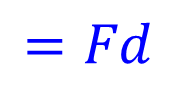 = Fd